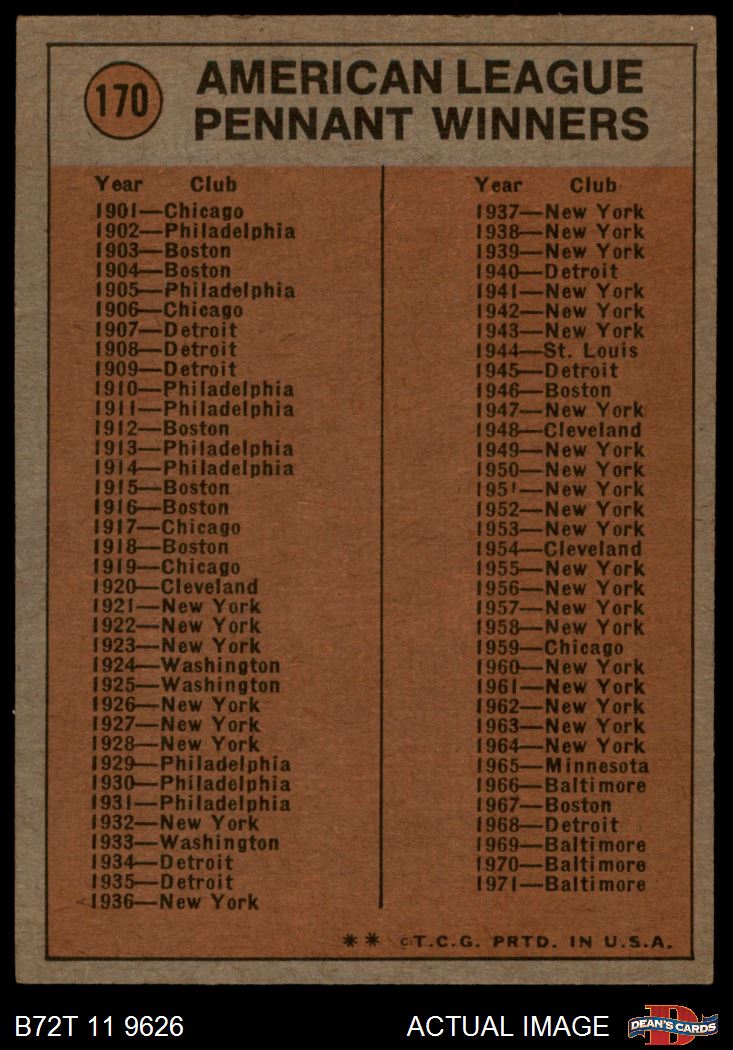 170
AMERICAN LEAGUE
PENNANT WINNERS
Year Club
1901—Chicago
1902—Philadelphia
1903—Boston
1904—Boston
1905—Philadelphia
1906—Chicago
1907—Detroit
1908—Detroit
1909—Detroit
1910—Philadelphia
1911—Philadelphia
1912—Boston
1913—Philadelphia
1914—Philadelphia
1915—Boston
1916—Boston
1917—Chicago
1918—Boston
1919—Chicago
1920—Cleveland
1921—New York
1922—New York
1923—New York
1924—Washington
1925—Washington
1926—New York
1927—New York
1928—New York
1929—Philadelphia
1930—Philadelphia
1931—Philadelphia
1932—New York
1933—Washington
1934—Detroit
1935—Detroit
1936—New York
Year Club
1937—New York
1938—New York
1939—New York
1940—Detroit
1941—New York
1942—New York
1943—New York
1944—St. Louis
1945—Detroit
1946—Boston
1947—New York
1948—Cleveland
1949—New York
1950—New York
1951—New York
1952—New York
1953—New York
1954—Cleveland
1955—New York
1956—New York
1957—New York
1958—New York
1959—Chicago
1960—New York
1961—New York
1962—New York
1963—New York
1964—New York
1965—Minnesota
1966—Baltimore
1967—Boston
1968—Detroit
1969—Baltimore
1970—Baltimore
1971—Baltimore
** ©T.C.G. PRTD. IN U.S.A.
B72T 11 9626
ACTUAL IMAGE
D
DEAN'S CARDS